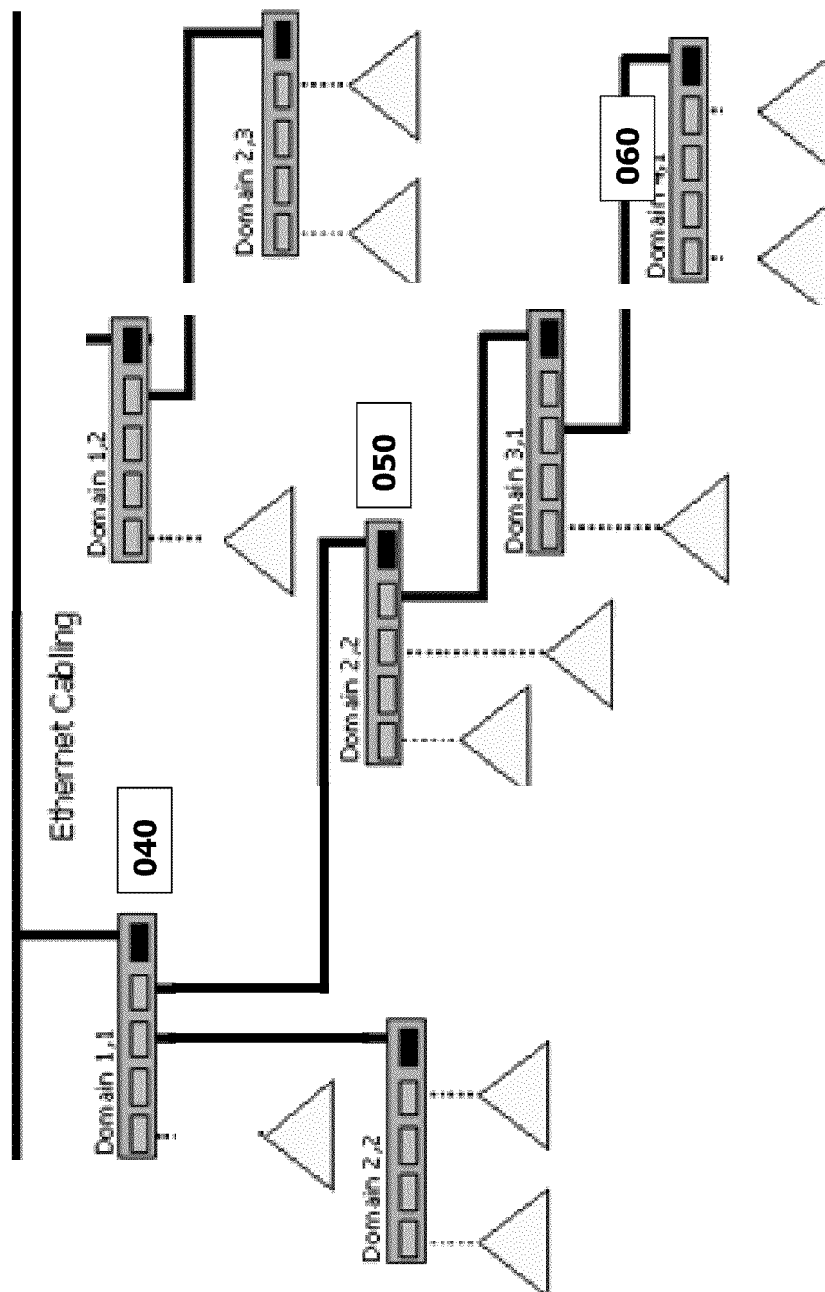 Ethernet Cabling
Domain 1,1
040
Domain 2,2
Domain 2,2
050
Domain 1,2
Domain 2,3
Domain 3,1
060
Domain